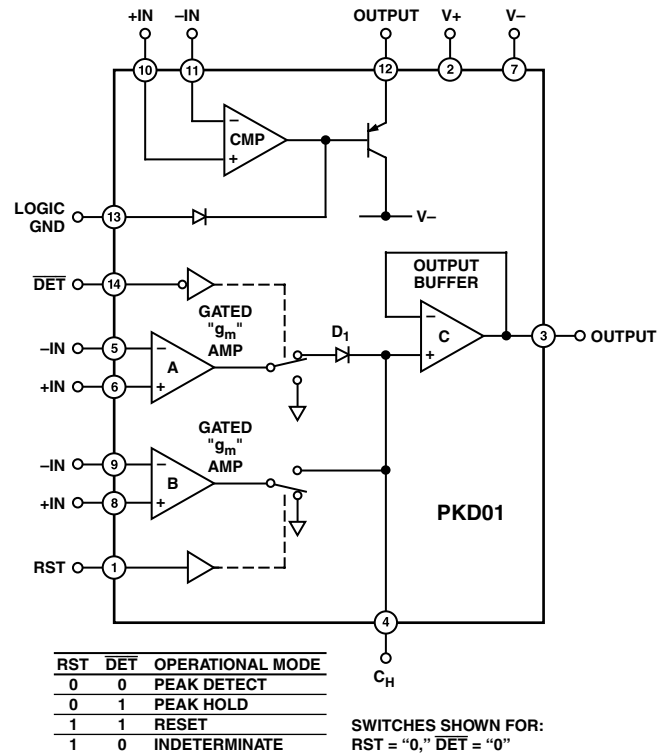 +IN –IN OUTPUT V+ V–
10 11 12 2 7
–
CMP
+
LOGIC
GND
13
V–
DET
14
OUTPUT
BUFFER
GATED
"gm"
AMP
D1
–IN 5 –
A
+IN 6 +
–
C
+
3 OUTPUT
GATED
"gm"
AMP
–IN 9 –
B
+IN 8 +
PKD01
RST 1
4
CH
RST DET OPERATIONAL MODE
0 0 PEAK DETECT
0 1 PEAK HOLD
1 1 RESET
1 0 INDETERMINATE
SWITCHES SHOWN FOR:
RST = “0,” DET = “0”